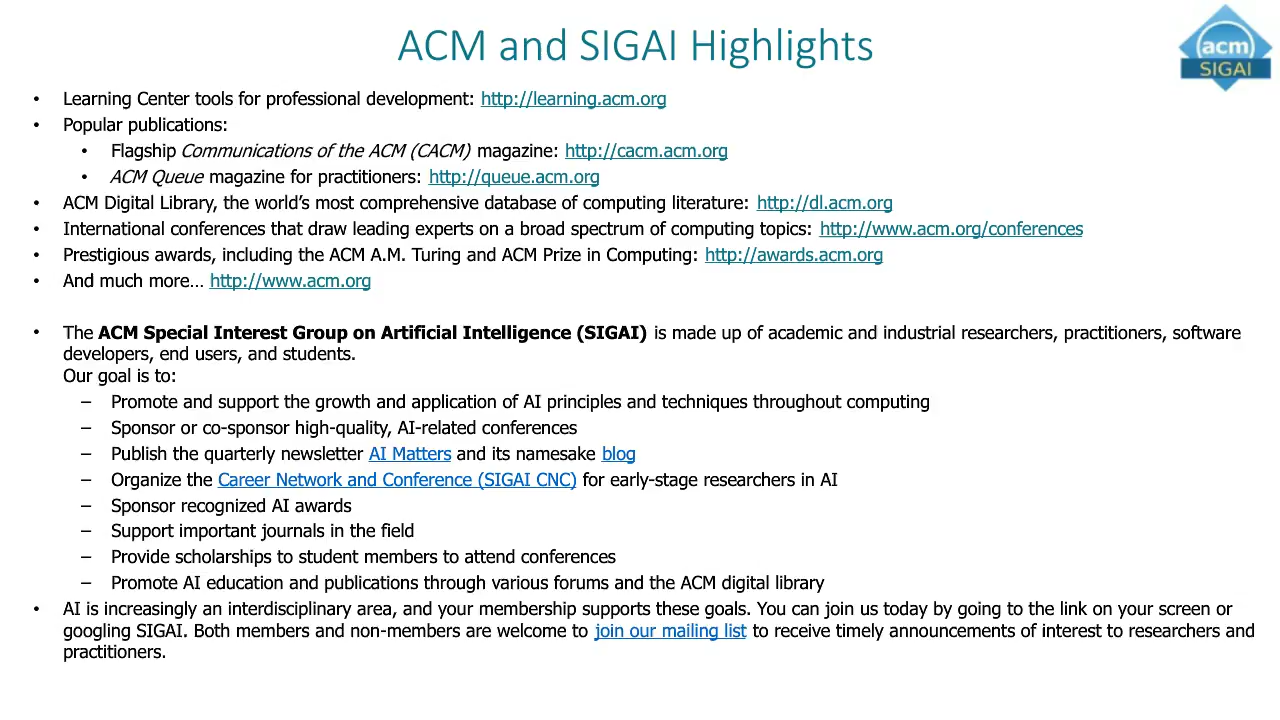 ACM and SIGAI Highlights
acm
SIGAI
• Learning Center tools for professional development: http://learning.acm.org
• Popular publications:
• Flagship Communications of the ACM (CACM) magazine: http://cacm.acm.org
• ACM Queue magazine for practitioners: http://queue.acm.org
• ACM Digital Library, the world's most comprehensive database of computing literature: http://dl.acm.org
• International conferences that draw leading experts on a broad spectrum of computing topics: http://www.acm.org/conferences
• Prestigious awards, including the ACM A.M. Turing and ACM Prize in Computing: http://awards.acm.org
• And much more… http://www.acm.org
• The ACM Special Interest Group on Artificial Intelligence (SIGAI) is made up of academic and industrial researchers, practitioners, software
developers, end users, and students.
Our goal is to:
– Promote and support the growth and application of AI principles and techniques throughout computing
– Sponsor or co-sponsor high-quality, AI-related conferences
– Publish the quarterly newsletter AI Matters and its namesake blog
– Organize the Career Network and Conference (SIGAI CNC) for early-stage researchers in AI
– Sponsor recognized AI awards
– Support important journals in the field
– Provide scholarships to student members to attend conferences
– Promote AI education and publications through various forums and the ACM digital library
• AI is increasingly an interdisciplinary area, and your membership supports these goals. You can join us today by going to the link on your screen or
googling SIGAI. Both members and non-members are welcome to join our mailing list to receive timely announcements of interest to researchers and
practitioners.